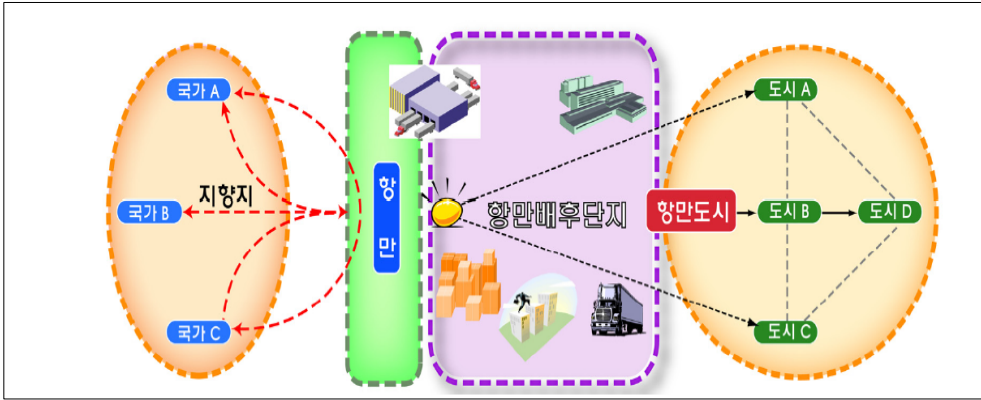 국가 A
국가 B
국가 C
지향지
항
만
항만배후단지
항만도시
도시 A
도시 B
도시 D
도시 C